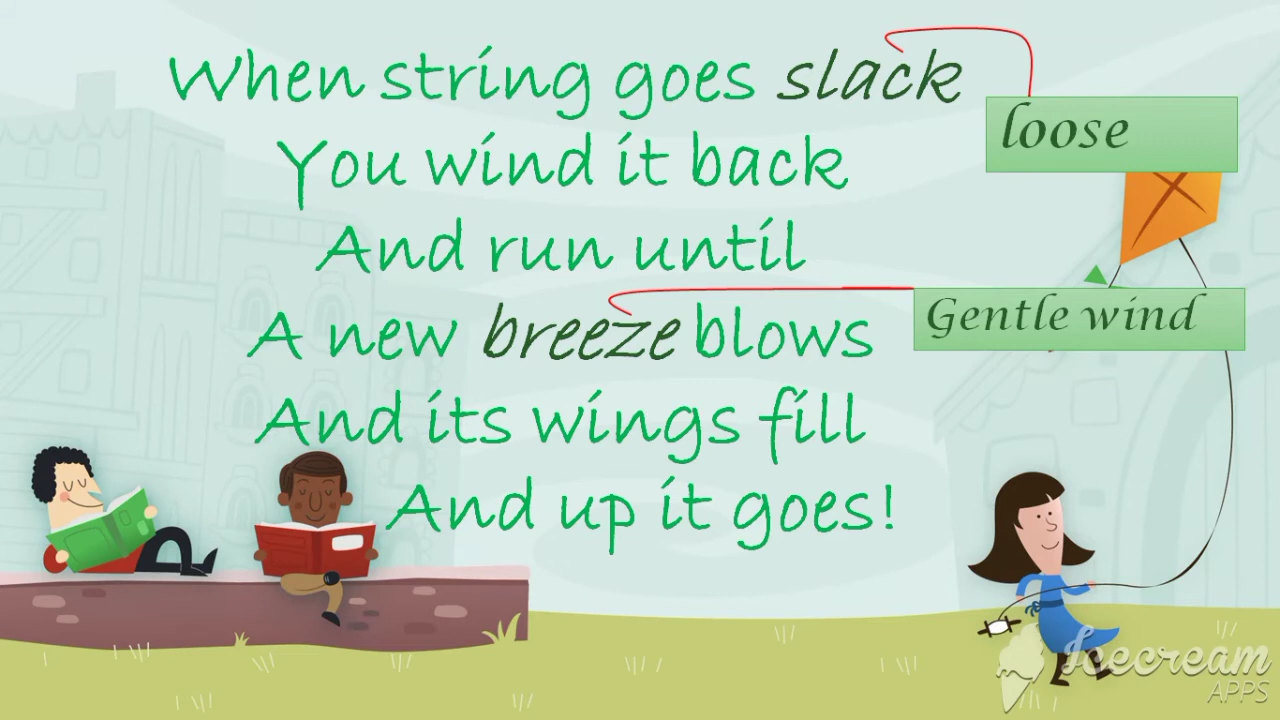 When string goes slack
loose
You wind it back
And run until
A new breeze blows
Gentle wind
And its wings fill
And up it goes!
Icecream
APPS